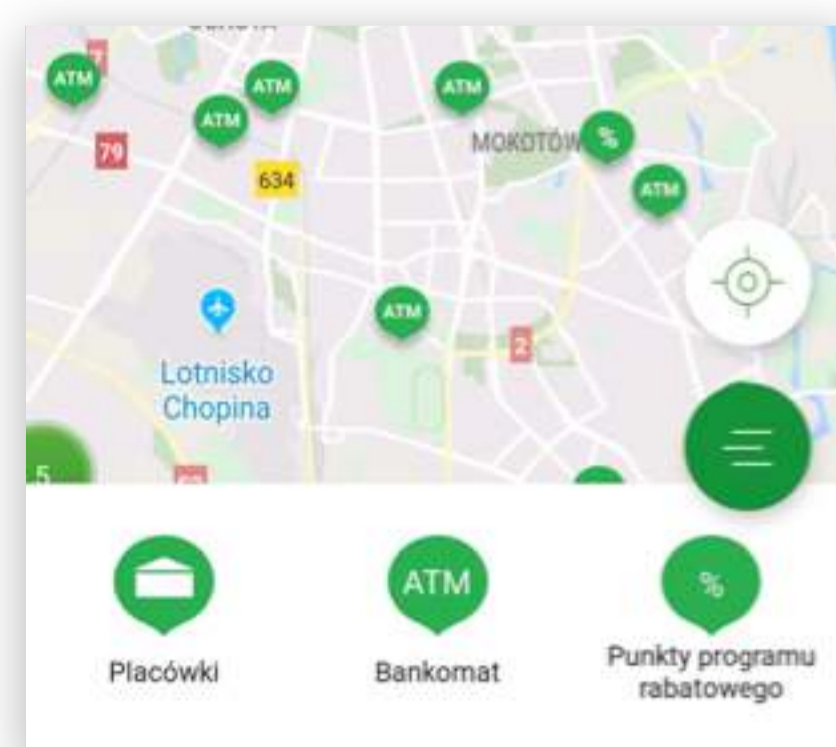 ATM
ATM
ATM
ATM
79
634
MOKOTÓW
%
ATM
ATM
2
Lotnisko
Chopina
5
Placówki
ATM
Bankomat
%
Punkty programu
rabatowego